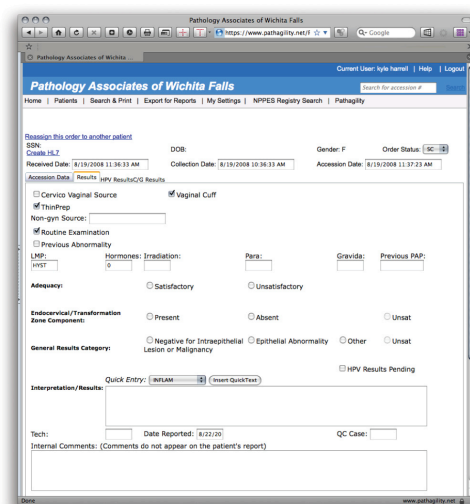 Pathology Associates of Wichita Falls
https://www.pathagility.net/F
Google
Pathology Associates of Wichita ...
Current User: kyle harrell | Help | Logout
Pathology Associates of Wichita Falls
Search for accession #
Search
Home | Patients | Search & Print | Export for Reports | My Settings | NPPES Registry Search | Pathagility
Reassign this order to another patient
SSN: DOB: Gender: F Order Status: SC
Create HL7
Received Date: 8/19/2008 11:36:33 AM Collection Date: 8/19/2008 10:36:33 AM Accession Date: 8/19/2008 11:37:23 AM
Accession Data Results HPV Results C/G Results
Cervico Vaginal Source Vaginal Cuff
ThinPrep
Non-gyn Source:
Routine Examination
Previous Abnormality
LMP: Hormones: Irradiation: Para: Gravida: Previous PAP:
HYST 0
Adequacy: Satisfactory Unsatisfactory
Endocervical/Transformation Zone Component: Present Absent Unsat
General Results Category: Negative for Intraepithelial Lesion or Malignancy Epithelial Abnormality Other Unsat
HPV Results Pending
Quick Entry: INFLAM Insert QuickText
Interpretation/Results:
Tech: Date Reported: 8/22/20 QC Case:
Internal Comments: (Comments do not appear on the patient's report)
Done www.pathagility.net